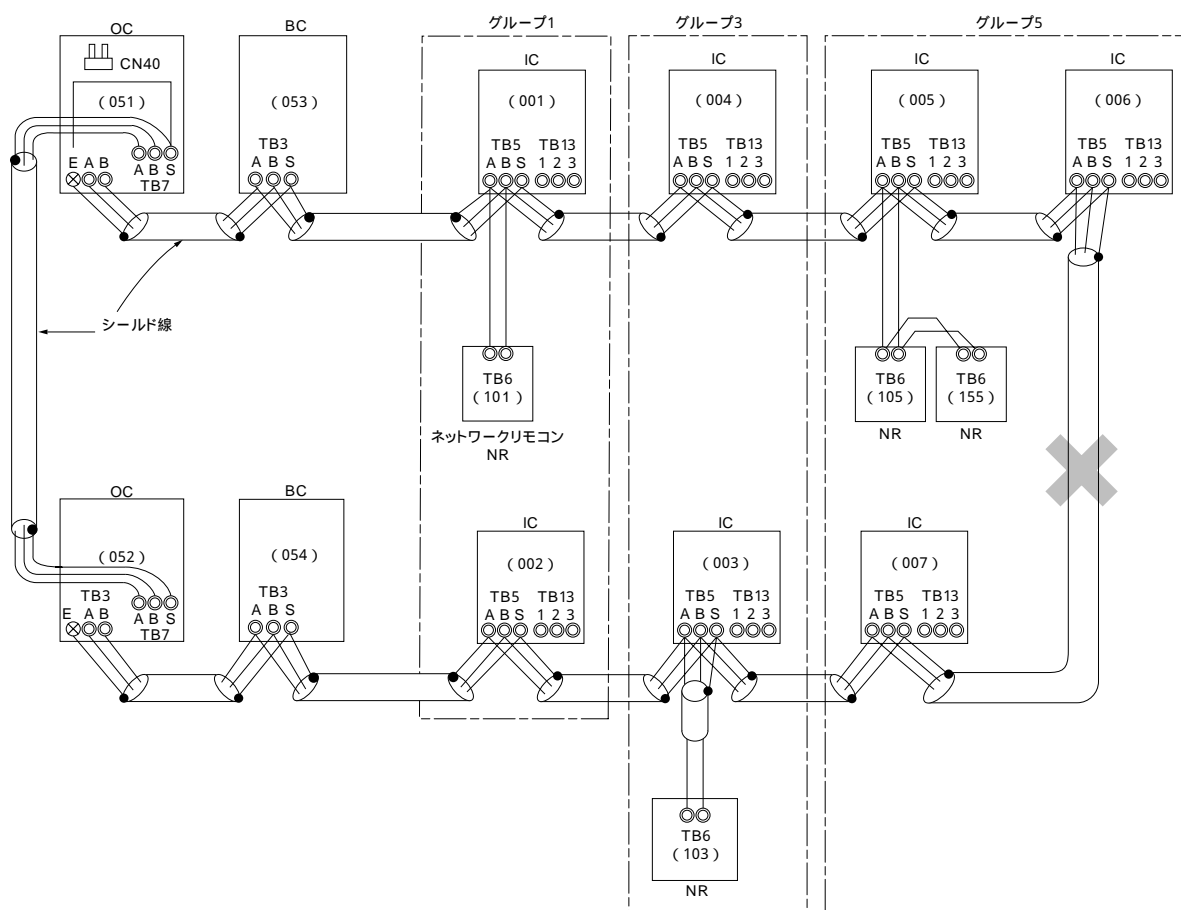 グループ1
グループ3
グループ5
OC
BC
IC
IC
IC
IC
CN40
(051)
(053)
(001)
(004)
(005)
(006)
TB3
TB5 TB13
TB5 TB13
TB5 TB13
TB5 TB13
E A B
A B S
TB7
A B S
A B S 1 2 3
A B S 1 2 3
A B S 1 2 3
A B S 1 2 3
シールド線
TB6
(101)
ネットワークリモコン
NR
TB6
(105)
NR
TB6
(155)
NR
OC
BC
IC
IC
IC
(052)
(054)
(002)
(003)
(007)
TB3
E A B
A B S
TB7
TB3
A B S
TB5 TB13
A B S 1 2 3
TB5 TB13
A B S 1 2 3
TB5 TB13
A B S 1 2 3
TB6
(103)
NR